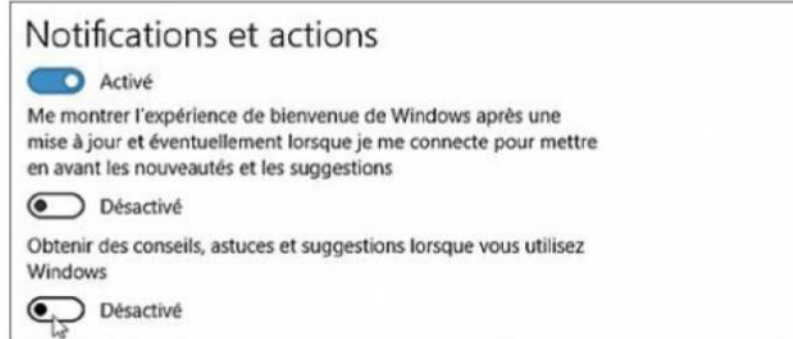 Notifications et actions
Activé
Me montrer l'expérience de bienvenue de Windows après une
mise à jour et éventuellement lorsque je me connecte pour mettre
en avant les nouveautés et les suggestions
Désactivé
Obtenir des conseils, astuces et suggestions lorsque vous utilisez
Windows
Désactivé